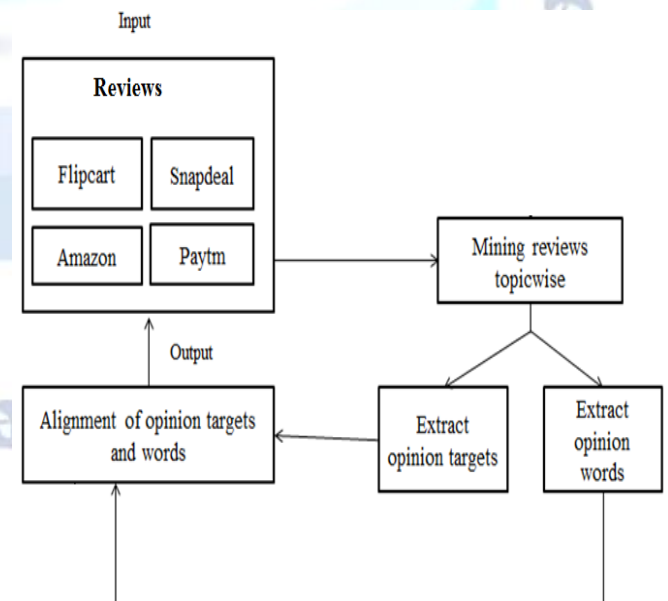 Input
Reviews
Flipcart
Snapdeal
Amazon
Paytm
Mining reviews
topicwise
Output
Alignment of opinion targets
and words
Extract
opinion targets
Extract
opinion
words